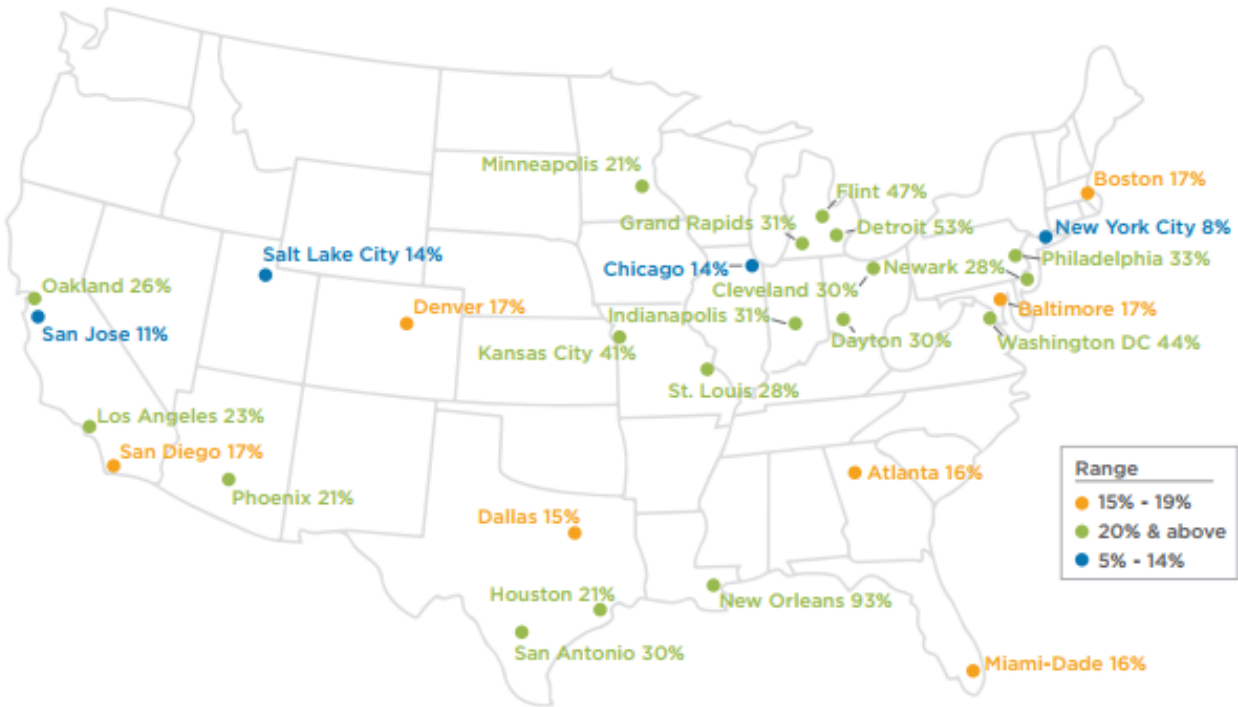 Minneapolis 21%
Boston 17%
Flint 47%
Grand Rapids 31%
Detroit 53%
New York City 8%
Salt Lake City 14%
Chicago 14%
Newark 28%
Philadelphia 33%
Oakland 26%
Cleveland 30%
Denver 17%
Indianapolis 31%
Baltimore 17%
San Jose 11%
Kansas City 41%
Dayton 30%
Washington DC 44%
St. Louis 28%
Los Angeles 23%
San Diego 17%
Phoenix 21%
Atlanta 16%
Dallas 15%
Houston 21%
New Orleans 93%
San Antonio 30%
Miami-Dade 16%
Range
15% - 19%
20% & above
5% - 14%